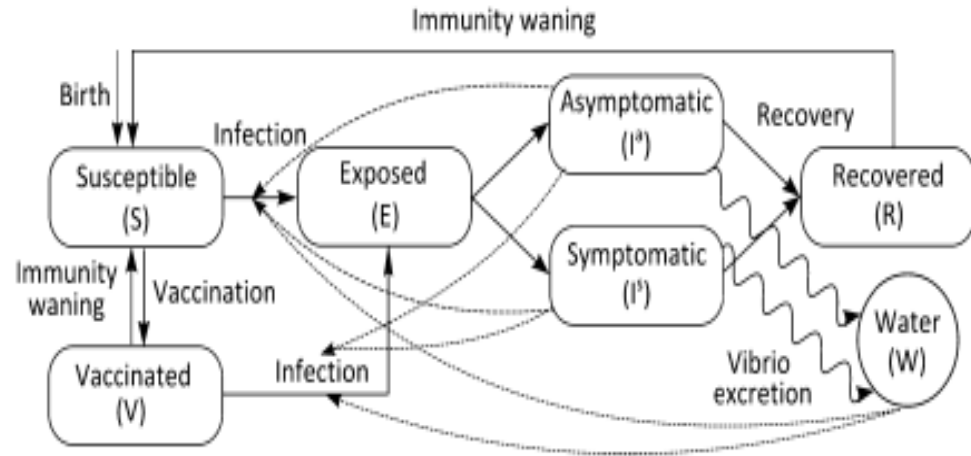 Immunity waning
Birth
Infection
Asymptomatic
(Iᵃ)
Recovery
Susceptible
(S)
Exposed
(E)
Recovered
(R)
Symptomatic
(Iˢ)
Immunity
waning
Vaccination
Water
(W)
Vaccinated
(V)
Infection
Vibrio
excretion